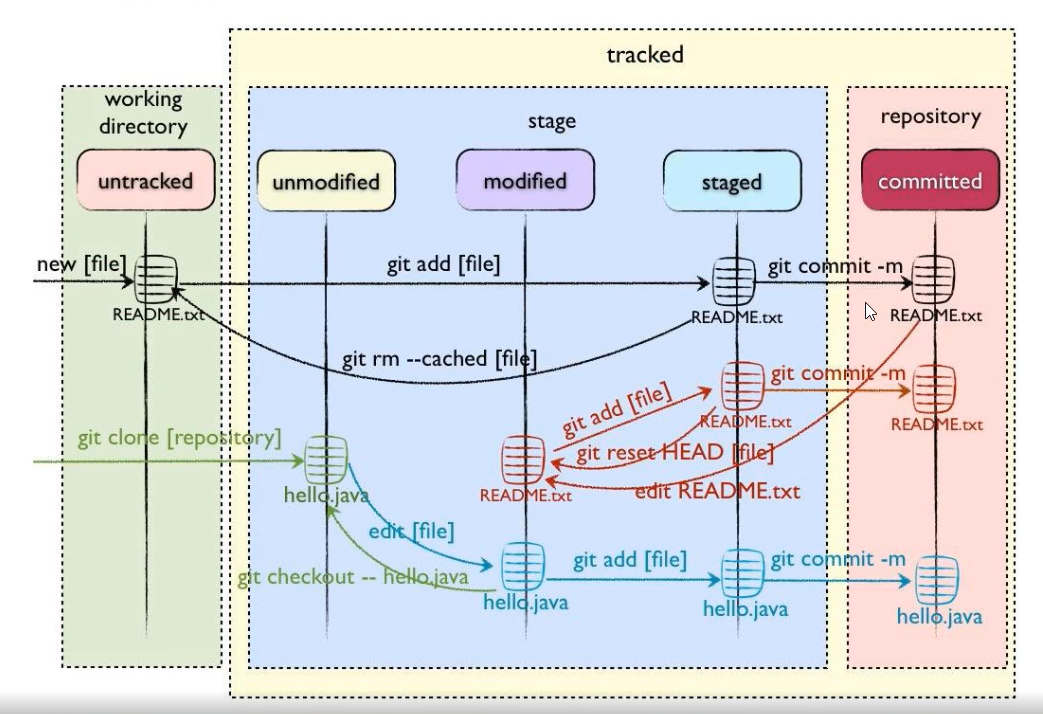 tracked
working
directory
stage
repository
untracked
unmodified
modified
staged
committed
new [file]
git add [file]
git commit -m
README.txt
README.txt
README.txt
git rm --cached [file]
git commit -m
git add [file]
README.txt
README.txt
git clone [repository]
git reset HEAD [file]
hello.java
README.txt
edit README.txt
edit [file]
git add [file]
git commit -m
git checkout -- hello.java
hello.java
hello.java
hello.java